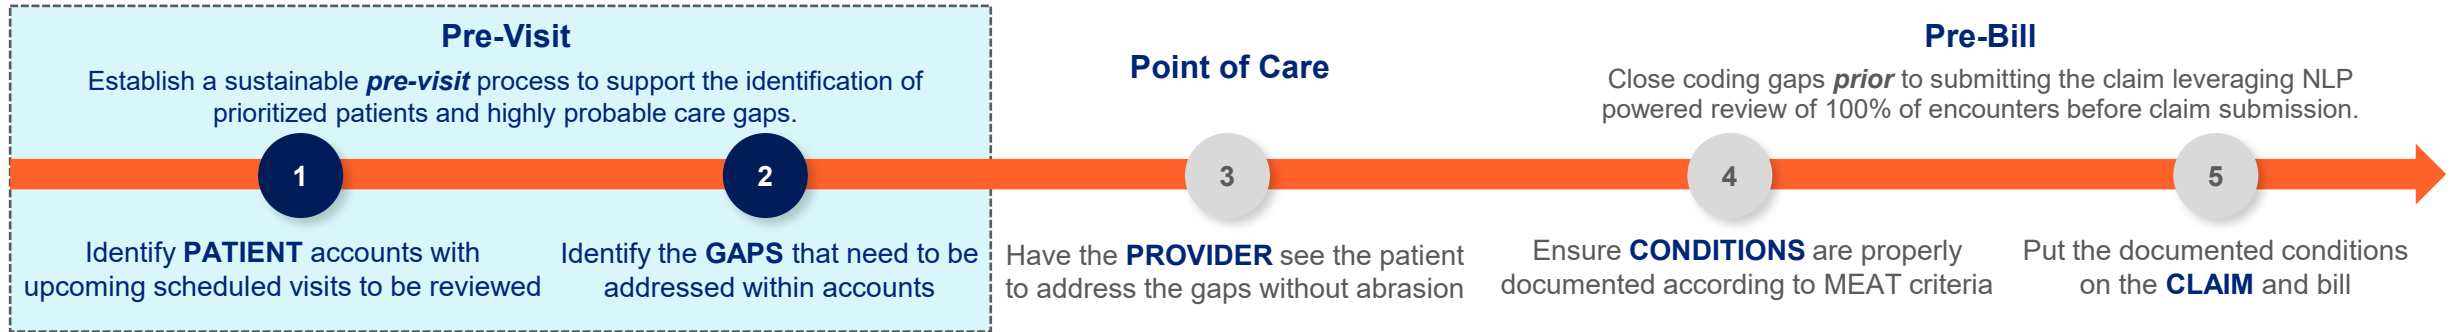 Pre-Visit
Establish a sustainable pre-visit process to support the identification of
prioritized patients and highly probable care gaps.
1
2
Identify PATIENT accounts with
upcoming scheduled visits to be reviewed
Identify the GAPS that need to be
addressed within accounts
Point of Care
3
Have the PROVIDER see the patient
to address the gaps without abrasion
Pre-Bill
Close coding gaps prior to submitting the claim leveraging NLP
powered review of 100% of encounters before claim submission.
4
5
Ensure CONDITIONS are properly
documented according to MEAT criteria
Put the documented conditions
on the CLAIM and bill